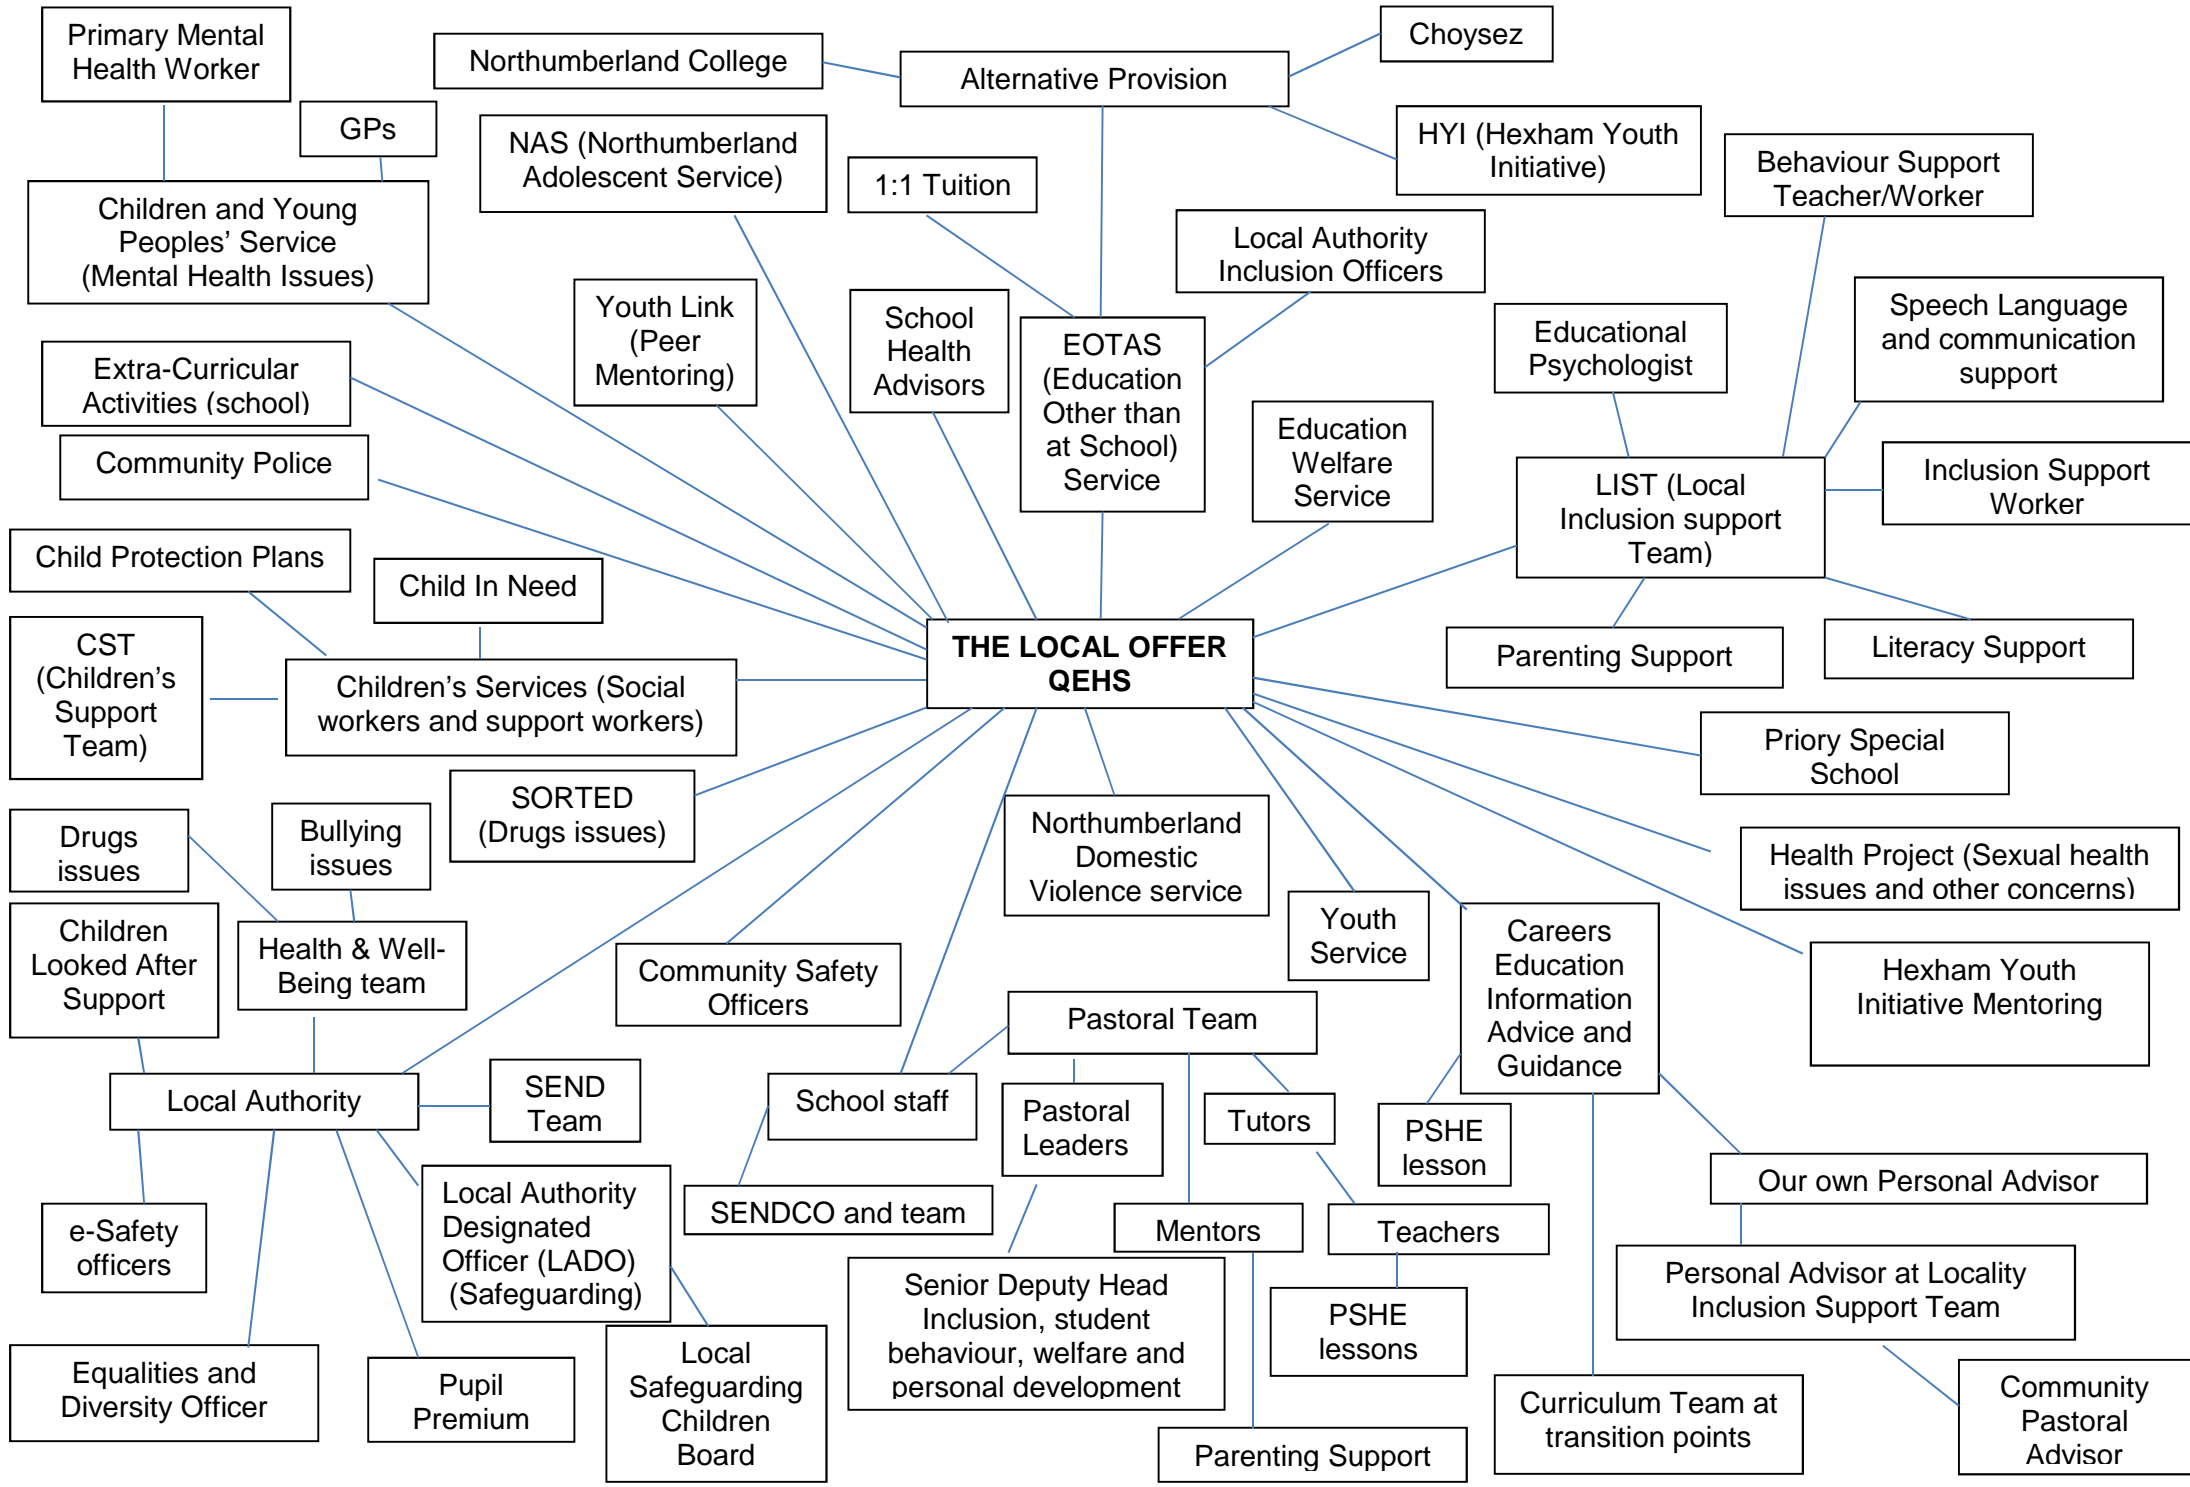 Primary Mental
Health Worker
Northumberland College
Alternative Provision
Choysez
GPs
NAS (Northumberland
Adolescent Service)
1:1 Tuition
HYI (Hexham Youth
Initiative)
Behaviour Support
Teacher/Worker
Children and Young
Peoples’ Service
(Mental Health Issues)
Local Authority
Inclusion Officers
Youth Link
(Peer
Mentoring)
School
Health
Advisors
EOTAS
(Education
Other than
at School)
Service
Educational
Psychologist
Speech Language
and communication
support
Extra-Curricular
Activities (school)
Community Police
Education
Welfare
Service
LIST (Local
Inclusion support
Team)
Inclusion Support
Worker
Child Protection Plans
Child In Need
CST
(Children’s
Support
Team)
Children’s Services (Social
workers and support workers)
THE LOCAL OFFER
QEHS
Parenting Support
Literacy Support
Priory Special
School
SORTED
(Drugs issues)
Northumberland
Domestic
Violence service
Health Project (Sexual health
issues and other concerns)
Drugs
issues
Bullying
issues
Children
Looked After
Support
Health & Well-
Being team
Community Safety
Officers
Youth
Service
Careers
Education
Information
Advice and
Guidance
Hexham Youth
Initiative Mentoring
Pastoral Team
Local Authority
SEND
Team
School staff
Pastoral
Leaders
Tutors
PSHE
lesson
Our own Personal Advisor
e-Safety
officers
Local Authority
Designated
Officer (LADO)
(Safeguarding)
SENDCO and team
Mentors
Teachers
Personal Advisor at Locality
Inclusion Support Team
Senior Deputy Head
Inclusion, student
behaviour, welfare and
personal development
PSHE
lessons
Equalities and
Diversity Officer
Pupil
Premium
Local
Safeguarding
Children
Board
Parenting Support
Curriculum Team at
transition points
Community
Pastoral
Advisor